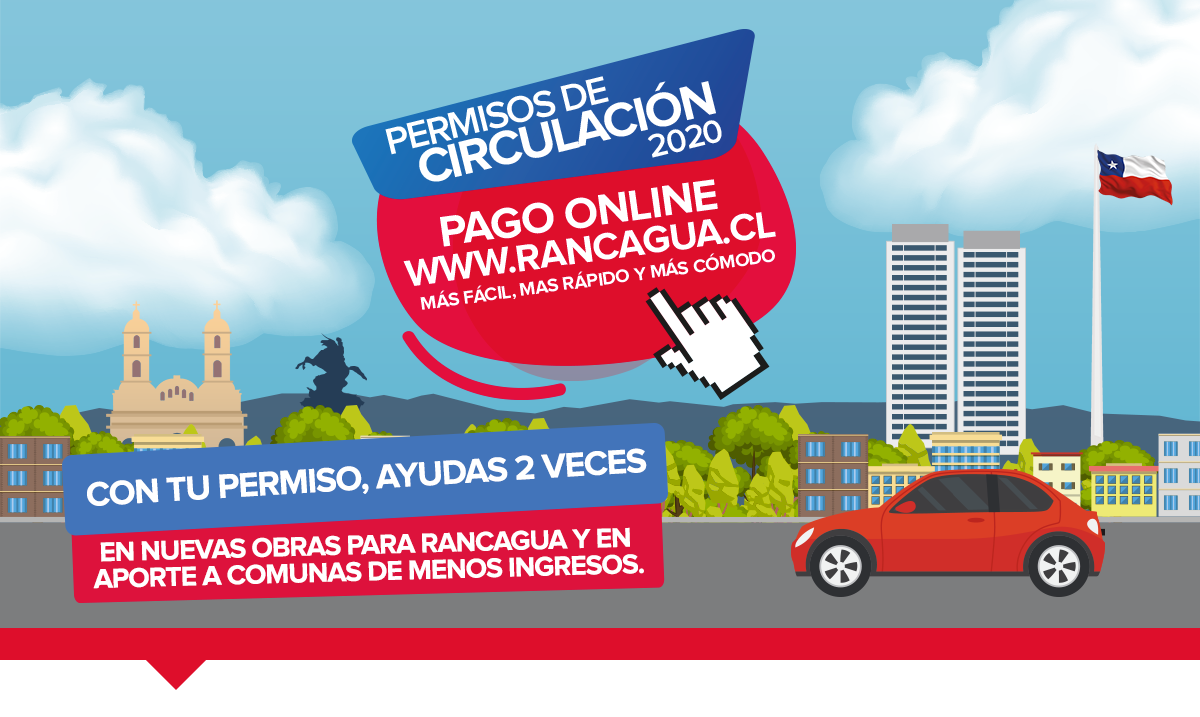 PERMISOS DE
CIRCULACIÓN
2020
PAGO ONLINE
WWW.RANCAGUA.CL
MÁS FÁCIL, MAS RÁPIDO Y MÁS CÓMODO
CON TU PERMISO, AYUDAS 2 VECES
EN NUEVAS OBRAS PARA RANCAGUA Y EN
APORTE A COMUNAS DE MENOS INGRESOS.